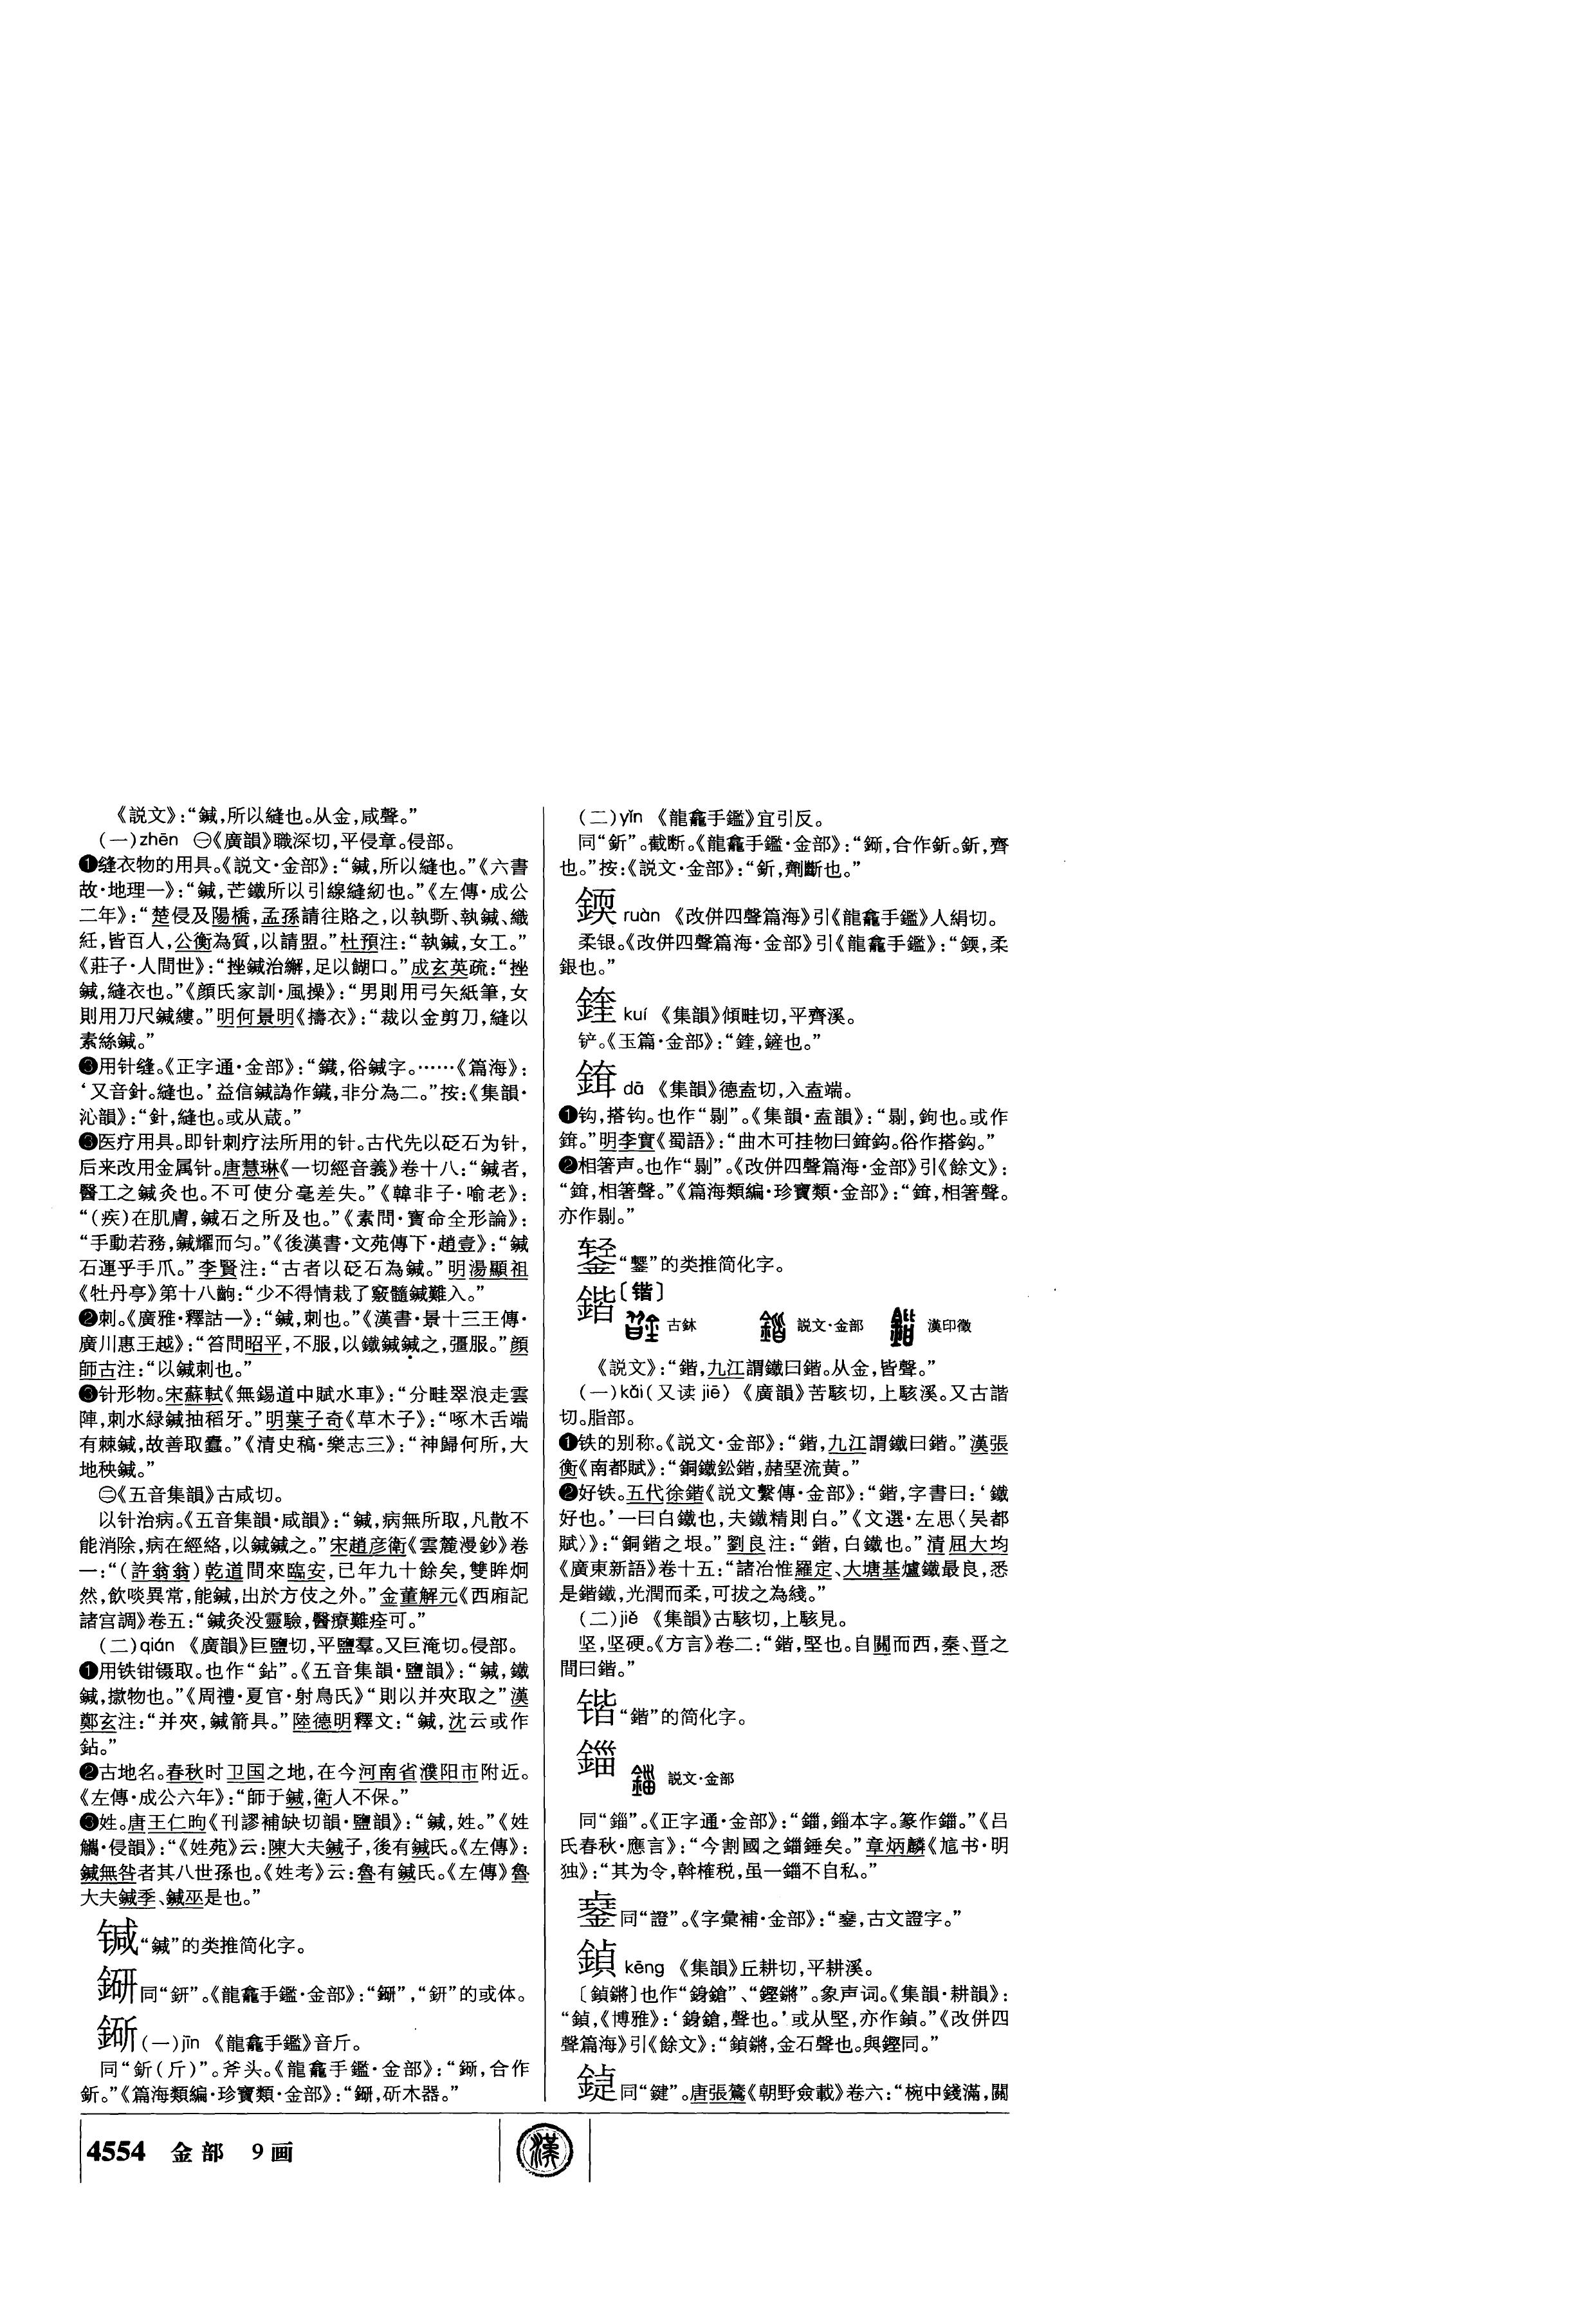 《説文》：“鍼，所以縫也。从金，咸聲。”
（一）zhēn ㊀《廣韻》職深切，平侵章。侵部。
❶缝衣物的用具。《説文·金部》：“鍼，所以縫也。”《六書
故·地理一》：“鍼，芒鐵所以引線縫紉也。”《左傳·成公
二年》：“楚侵及陽橋，孟孫請往賂之，以執斲、執鍼、織
紝，皆百人，公衡為質，以請盟。”杜預注：“執鍼，女工。”
《莊子·人間世》：“挫鍼治繲，足以餬口。”成玄英疏：“挫
鍼，縫衣也。”《顔氏家訓·風操》：“男則用弓矢紙筆，女
則用刀尺鍼縷。”明何景明《擣衣》：“裁以金剪刀，縫以
素絲鍼。”
❸用针缝。《正字通·金部》：“鐡，俗鍼字。……《篇海》：
‘又音針。縫也。’益信鍼譌作鐡，非分為二。”按：《集韻·
沁韻》：“針，縫也。或从葴。”
❸医疗用具。即针刺疗法所用的针。古代先以砭石为针，
后来改用金属针。唐慧琳《一切經音義》卷十八：“鍼者，
醫工之鍼灸也。不可使分毫差失。”《韓非子·喻老》：
“（疾）在肌膚，鍼石之所及也。”《素問·寶命全形論》：
“手動若務，鍼耀而匀。”《後漢書·文苑傳下·趙壹》：“鍼
石運乎手爪。”李賢注：“古者以砭石為鍼。”明湯顯祖
《牡丹亭》第十八齣：“少不得情栽了竅髓鍼難入。”
❷刺。《廣雅·釋詁一》：“鍼，刺也。”《漢書·景十三王傳·
廣川惠王越》：“笞問昭平，不服，以鐵鍼鍼之，彊服。”顔
師古注：“以鍼刺也。”
❸针形物。宋蘇軾《無錫道中賦水車》：“分畦翠浪走雲
陣，刺水緑鍼抽稻牙。”明葉子奇《草木子》：“啄木舌端
有棘鍼，故善取蠹。”《清史稿·樂志三》：“神歸何所，大
地秧鍼。”
㊁《五音集韻》古咸切。
以针治病。《五音集韻·咸韻》：“鍼，病無所取，凡散不
能消除，病在經絡，以鍼鍼之。”宋趙彦衛《雲麓漫鈔》卷
一：“（許翁翁）乾道間來臨安，已年九十餘矣，雙眸炯
然，飲啖異常，能鍼，出於方伎之外。”金董解元《西廂記
諸宫調》卷五：“鍼灸没靈驗，醫療難痊可。”
（二）qián 《廣韻》巨鹽切，平鹽羣。又巨淹切。侵部。
❶用铁钳镊取。也作“鉆”。《五音集韻·鹽韻》：“鍼，鐵
鍼，撳物也。”《周禮·夏官·射鳥氏》“則以并夾取之”漢
鄭玄注：“并夾，鍼箭具。”陸德明釋文：“鍼，沈云或作
鉆。”
❷古地名。春秋时卫国之地，在今河南省濮阳市附近。
《左傳·成公六年》：“師于鍼，衛人不保。”
❸姓。唐王仁昫《刊謬補缺切韻·鹽韻》：“鍼，姓。”《姓
觿·侵韻》：“《姓苑》云：陳大夫鍼子，後有鍼氏。《左傳》：
鍼無咎者其八世孫也。《姓考》云：魯有鍼氏。《左傳》魯
大夫鍼季、鍼巫是也。”
𬭩“鍼”的类推简化字。
同“鈃”。《龍龕手鑑·金部》：“”，“鈃”的或体。
（一）jīn 《龍龕手鑑》音斤。
同“釿（斤）”。斧头。《龍龕手鑑·金部》：“，合作
釿。”《篇海類編·珍寶類·金部》：“，斫木器。”
（二）yǐn 《龍龕手鑑》宜引反。
同“釿”。截断。《龍龕手鑑·金部》：“，合作釿。釿，齊
也。”按：《説文·金部》：“釿，劑斷也。”
ruàn 《改併四聲篇海》引《龍龕手鑑》人絹切。
柔银。《改併四聲篇海·金部》引《龍龕手鑑》：“，柔
銀也。”
kuí 《集韻》傾畦切，平齊溪。
铲。《玉篇·金部》：“，鏟也。”
dā 《集韻》德盍切，入盍端。
❶钩，搭钩。也作“剔”。《集韻·盍韻》：“，鉤也。或作
。”明李實《蜀語》：“曲木可挂物曰鉤。俗作搭鈎。”
❷相箸声。《改併四聲篇海·金部》引《餘文》：
“，相箸聲。”《篇海類編·珍寶類·金部》：“，相箸聲。
亦作。”
“鏧”的类推简化字。
鍇〔锴〕
古鉨 説文·金部 漢印徵
《説文》：“鍇，九江謂鐵曰鍇。从金，皆聲。”
（一）kǎi（又读jiē） 《廣韻》苦駭切，上駭溪。又古諧
切。脂部。
❶铁的别称。《説文·金部》：“鍇，九江謂鐵曰鍇。”漢張
衡《南都賦》：“銅鐵鈆鍇，赭堊流黄。”
❷好铁。五代徐鍇《説文繫傳·金部》：“鍇，字書曰：‘鐵
好也。’一曰白鐵也，夫鐵精則白。”《文選·左思〈吴都
賦〉》：“銅鍇之垠。”劉良注：“鍇，白鐵也。”清屈大均
《廣東新語》卷十五：“諸冶惟羅定、大塘基爐鐵最良，悉
是鍇鐵，光潤而柔，可拔之為綫。”
（二）jiě 《集韻》古駭切，上駭見。
坚，坚硬。《方言》卷二：“鍇，堅也。自關而西，秦、晋之
間曰鍇。”
锴“鍇”的简化字。
説文·金部
同“錙”。《正字通·金部》：“，錙本字。篆作。”《吕
氏春秋·應言》：“今割國之錙錘矣。”章炳麟《訄书·明
独》：“其为令，斡榷税，虽一錙不自私。”
同“證”。《字彙補·金部》：“，古文證字。”
kēng 《集韻》丘耕切，平耕溪。
〔鏘〕也作“鎗”、“鏗鏘”。象声词。《集韻·耕韻》：
“，《博雅》：‘鎗，聲也。’或从堅，亦作。”《改併四
聲篇海》引《餘文》：“鏘，金石聲也。與鏗同。”
同“鍵”。唐張鷟《朝野僉載》卷六：“椀中錢滿，關
4554 金部 9画
漢